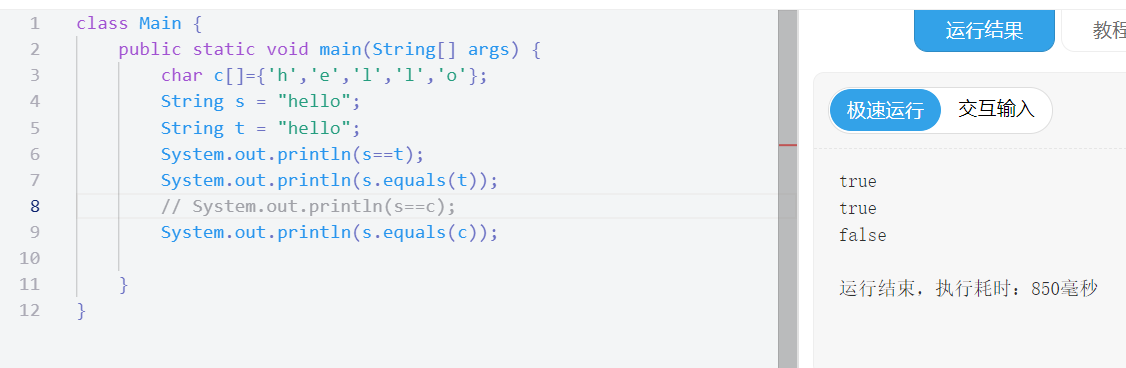 1 class Main {
2 public static void main(String[] args) {
3 char c[]={'h','e','l','l','o'};
4 String s = "hello";
5 String t = "hello";
6 System.out.println(s==t);
7 System.out.println(s.equals(t));
8 // System.out.println(s==c);
9 System.out.println(s.equals(c));
10
11 }
12 }
运行结果 教程
极速运行 交互输入
true
true
false
运行结束，执行耗时：850毫秒